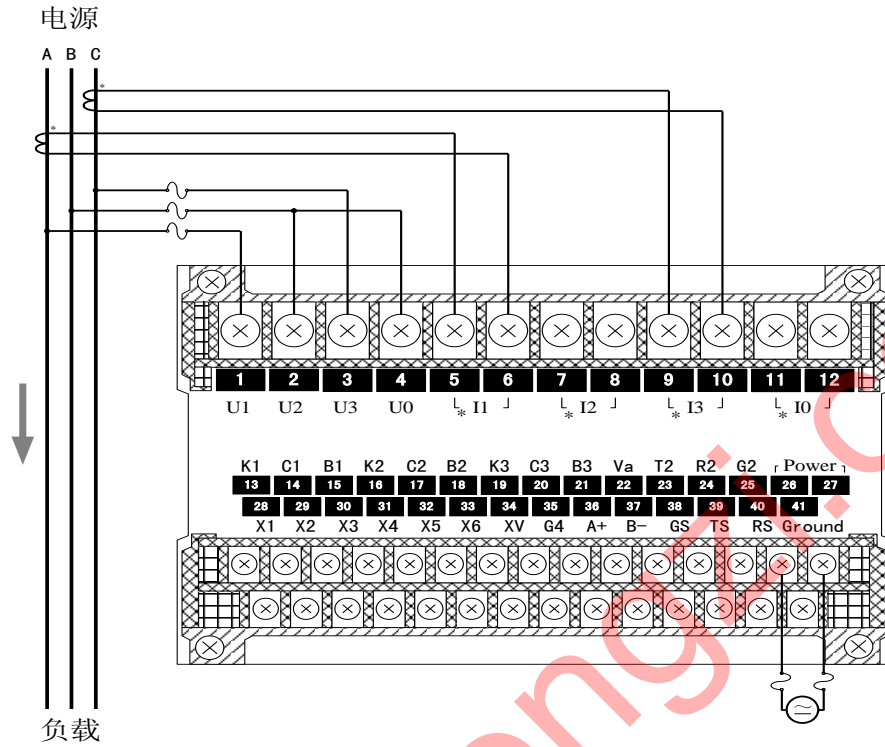 电源
A B C
*
*
1 2 3 4 5 6 7 8 9 10 11 12
U1 U2 U3 U0 * I1 * I2 * I3 * I0
K1 C1 B1 K2 C2 B2 K3 C3 B3 Va T2 R2 G2 Power
13 14 15 16 17 18 19 20 21 22 23 24 25 26 27
28 29 30 31 32 33 34 35 36 37 38 39 40 41
X1 X2 X3 X4 X5 X6 XV G4 A+ B- GS TS RS Ground
负载